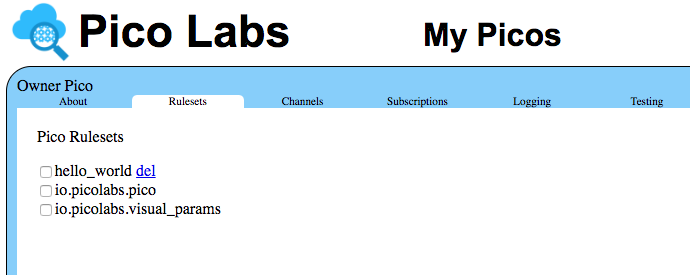 Pico Labs My Picos
Owner Pico
About Rulesets Channels Subscriptions Logging Testing
Pico Rulesets
hello_world del
io.picolabs.pico
io.picolabs.visual_params